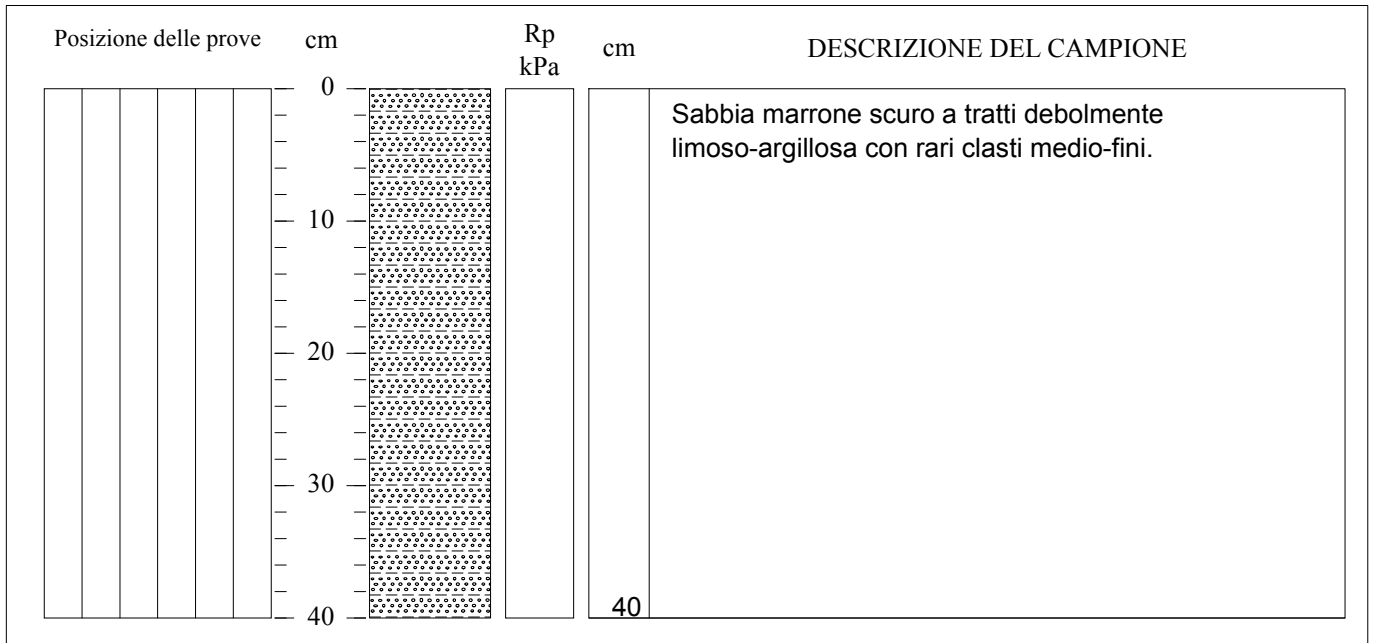 Posizione delle prove cm Rp kPa cm DESCRIZIONE DEL CAMPIONE
0
Sabbia marrone scuro a tratti debolmente
limoso-argillosa con rari clasti medio-fini.
10
20
30
40 40